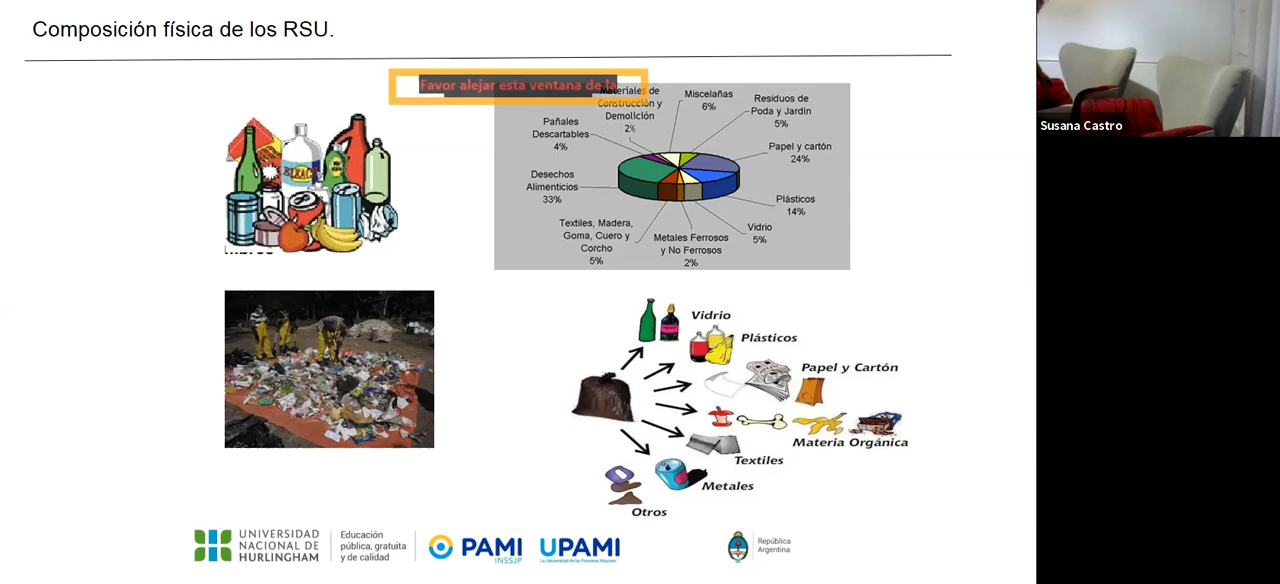 Composición física de los RSU.
Favor alejar esta ventana de la
Materiales de
Construcción y
Demolición
2%
Misceláñas
6%
Residuos de
Poda y Jardín
5%
Pañales
Descartables
4%
Papel y cartón
24%
Desechos
Alimenticios
33%
Plásticos
14%
Textiles, Madera,
Goma, Cuero y
Corcho
5%
Metales Ferrosos
y No Ferrosos
2%
Vidrio
5%
BLEACH
Vidrio
Plásticos
Papel y Cartón
Materia Orgánica
Textiles
Metales
Otros
UNIVERSIDAD
NACIONAL DE
HURLINGHAM
Educación
pública, gratuita
y de calidad
PAMI
INSSJP
UPAMI
La Universidad de las Personas Mayores
República
Argentina
Susana Castro